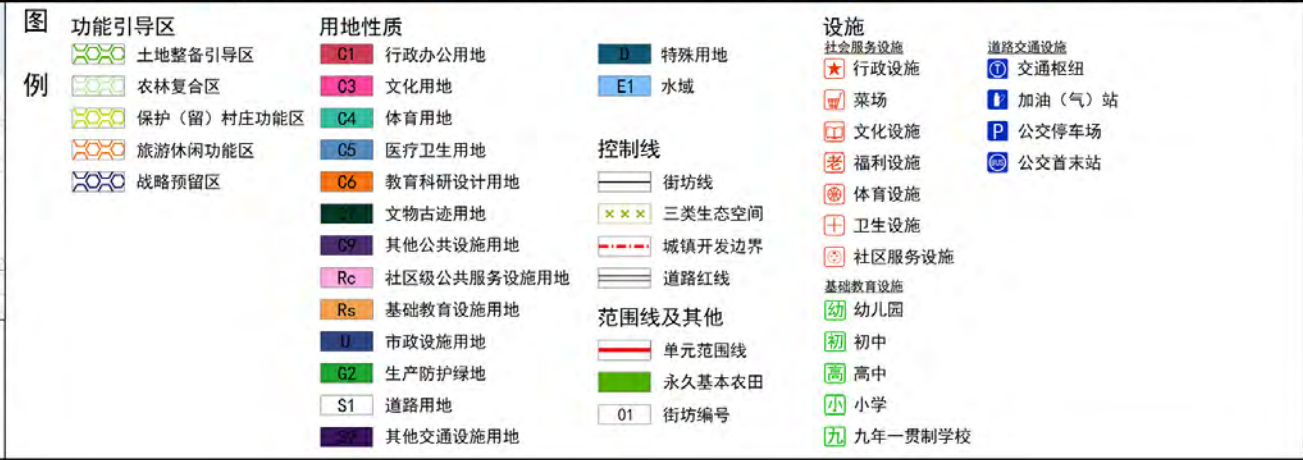 图例
功能引导区
土地整备引导区
农林复合区
保护（留）村庄功能区
旅游休闲功能区
战略预留区
用地性质
C1 行政办公用地
C3 文化用地
C4 体育用地
C5 医疗卫生用地
C6 教育科研设计用地
C7 文物古迹用地
C9 其他公共设施用地
Rc 社区级公共服务设施用地
Rs 基础教育设施用地
U 市政设施用地
G2 生产防护绿地
S1 道路用地
S9 其他交通设施用地
D 特殊用地
E1 水域
控制线
街坊线
三类生态空间
城镇开发边界
道路红线
范围线及其他
单元范围线
永久基本农田
01 街坊编号
设施
社会服务设施
行政设施
菜场
文化设施
老 福利设施
体育设施
卫生设施
社区服务设施
基础教育设施
幼 幼儿园
初 初中
高 高中
小 小学
九 九年一贯制学校
道路交通设施
T 交通枢纽
加油（气）站
P 公交停车场
BUS 公交首末站